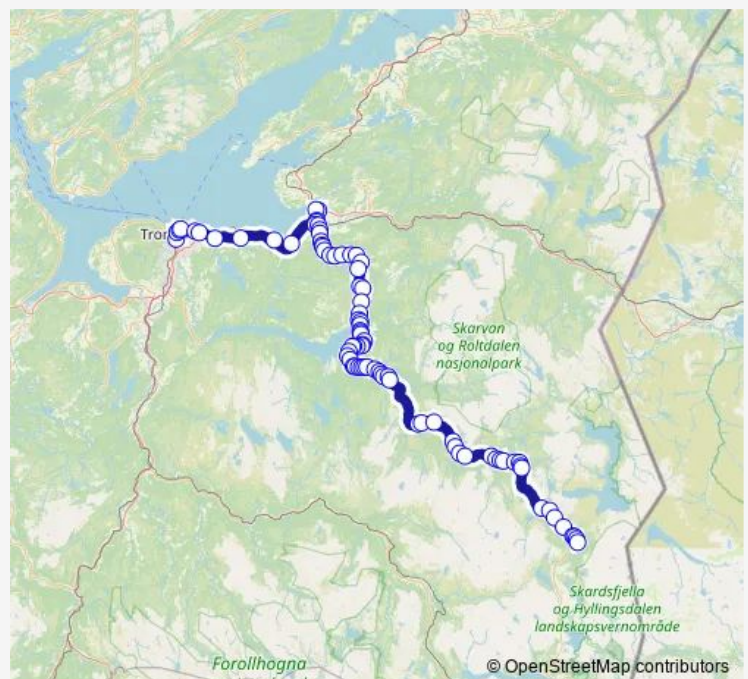 Tron
Skarvan
og Roltdalen
nasjonalpark
Skardsfjella
og Hyllingsdalen
landskapsvernområde
Forollhogna
© OpenStreetMap contributors